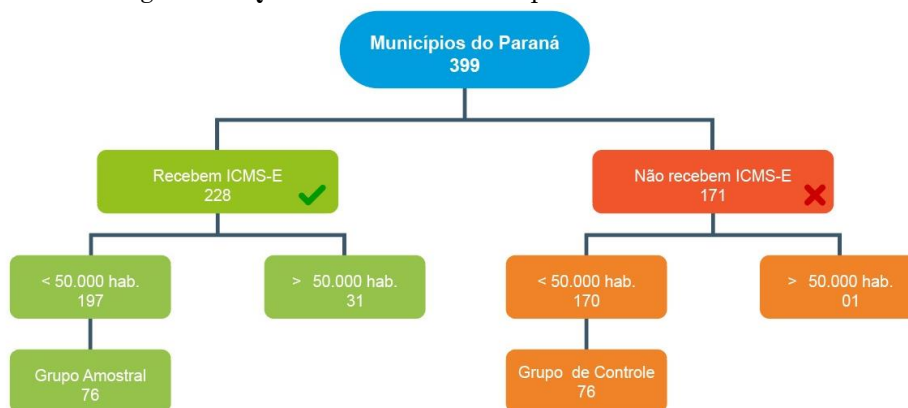 Municípios do Paraná
399
Recebem ICMS-E
228
Não recebem ICMS-E
171
< 50.000 hab.
197
> 50.000 hab.
31
< 50.000 hab.
170
> 50.000 hab.
01
Grupo Amostral
76
Grupo de Controle
76